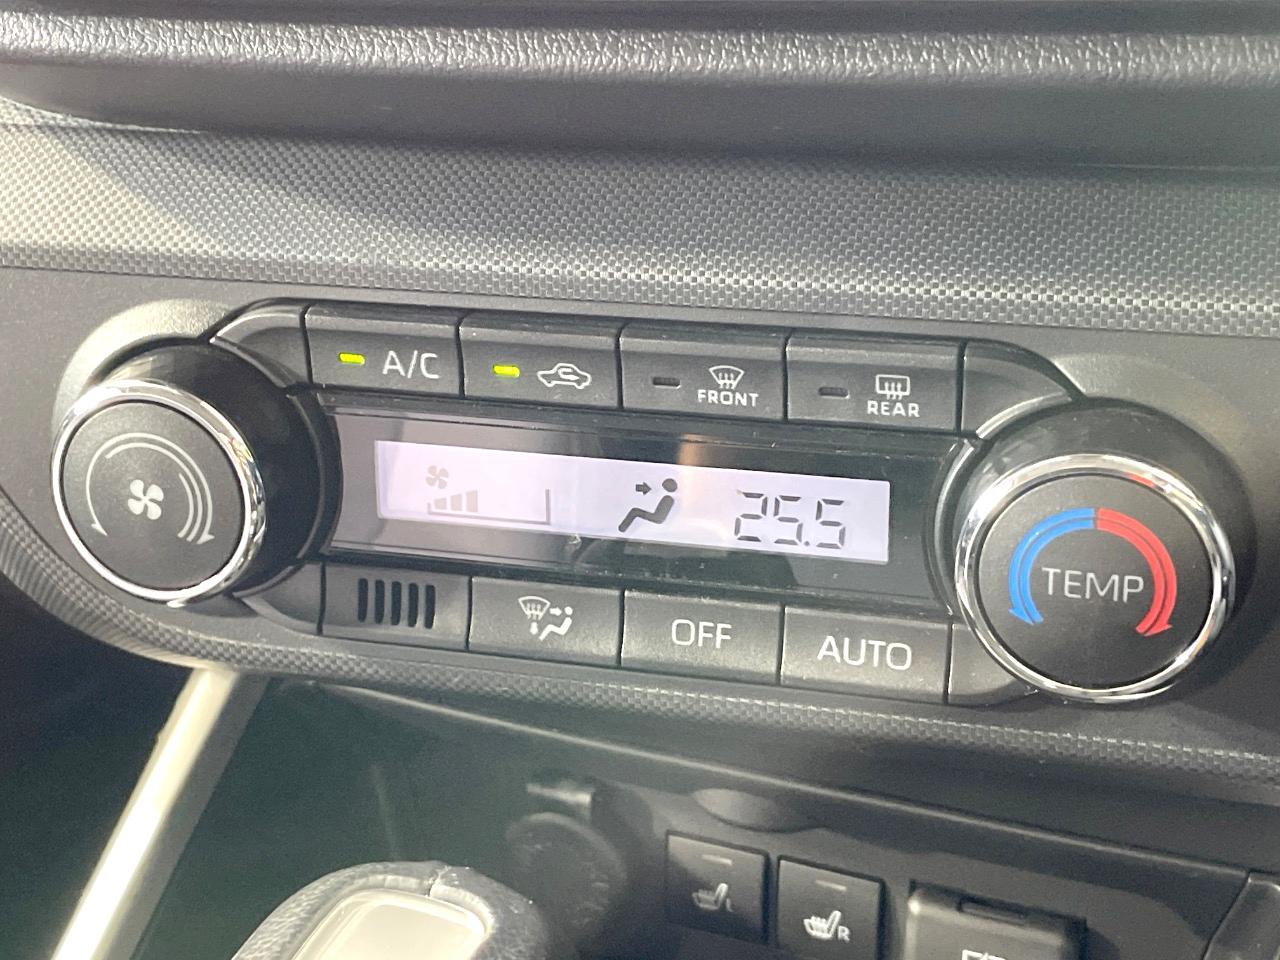 A/C
FRONT
REAR
25.5
TEMP
OFF
AUTO
L
R